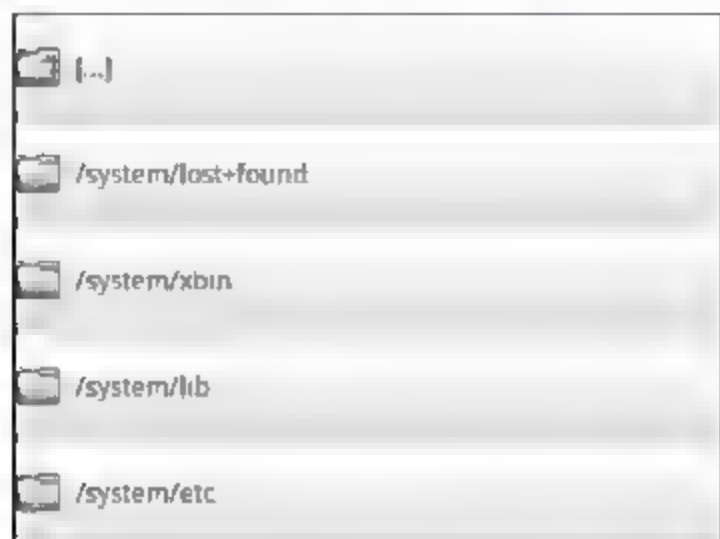 [...]
/system/lost+found
/system/xbin
/system/lib
/system/etc